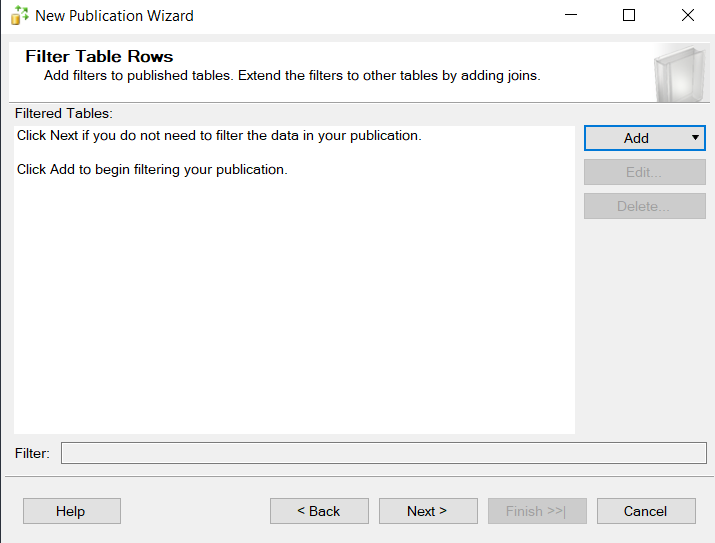 New Publication Wizard
Filter Table Rows
Add filters to published tables. Extend the filters to other tables by adding joins.
Filtered Tables:
Click Next if you do not need to filter the data in your publication.
Click Add to begin filtering your publication.
Add
Edit...
Delete...
Filter:
Help
< Back
Next >
Finish >>|
Cancel